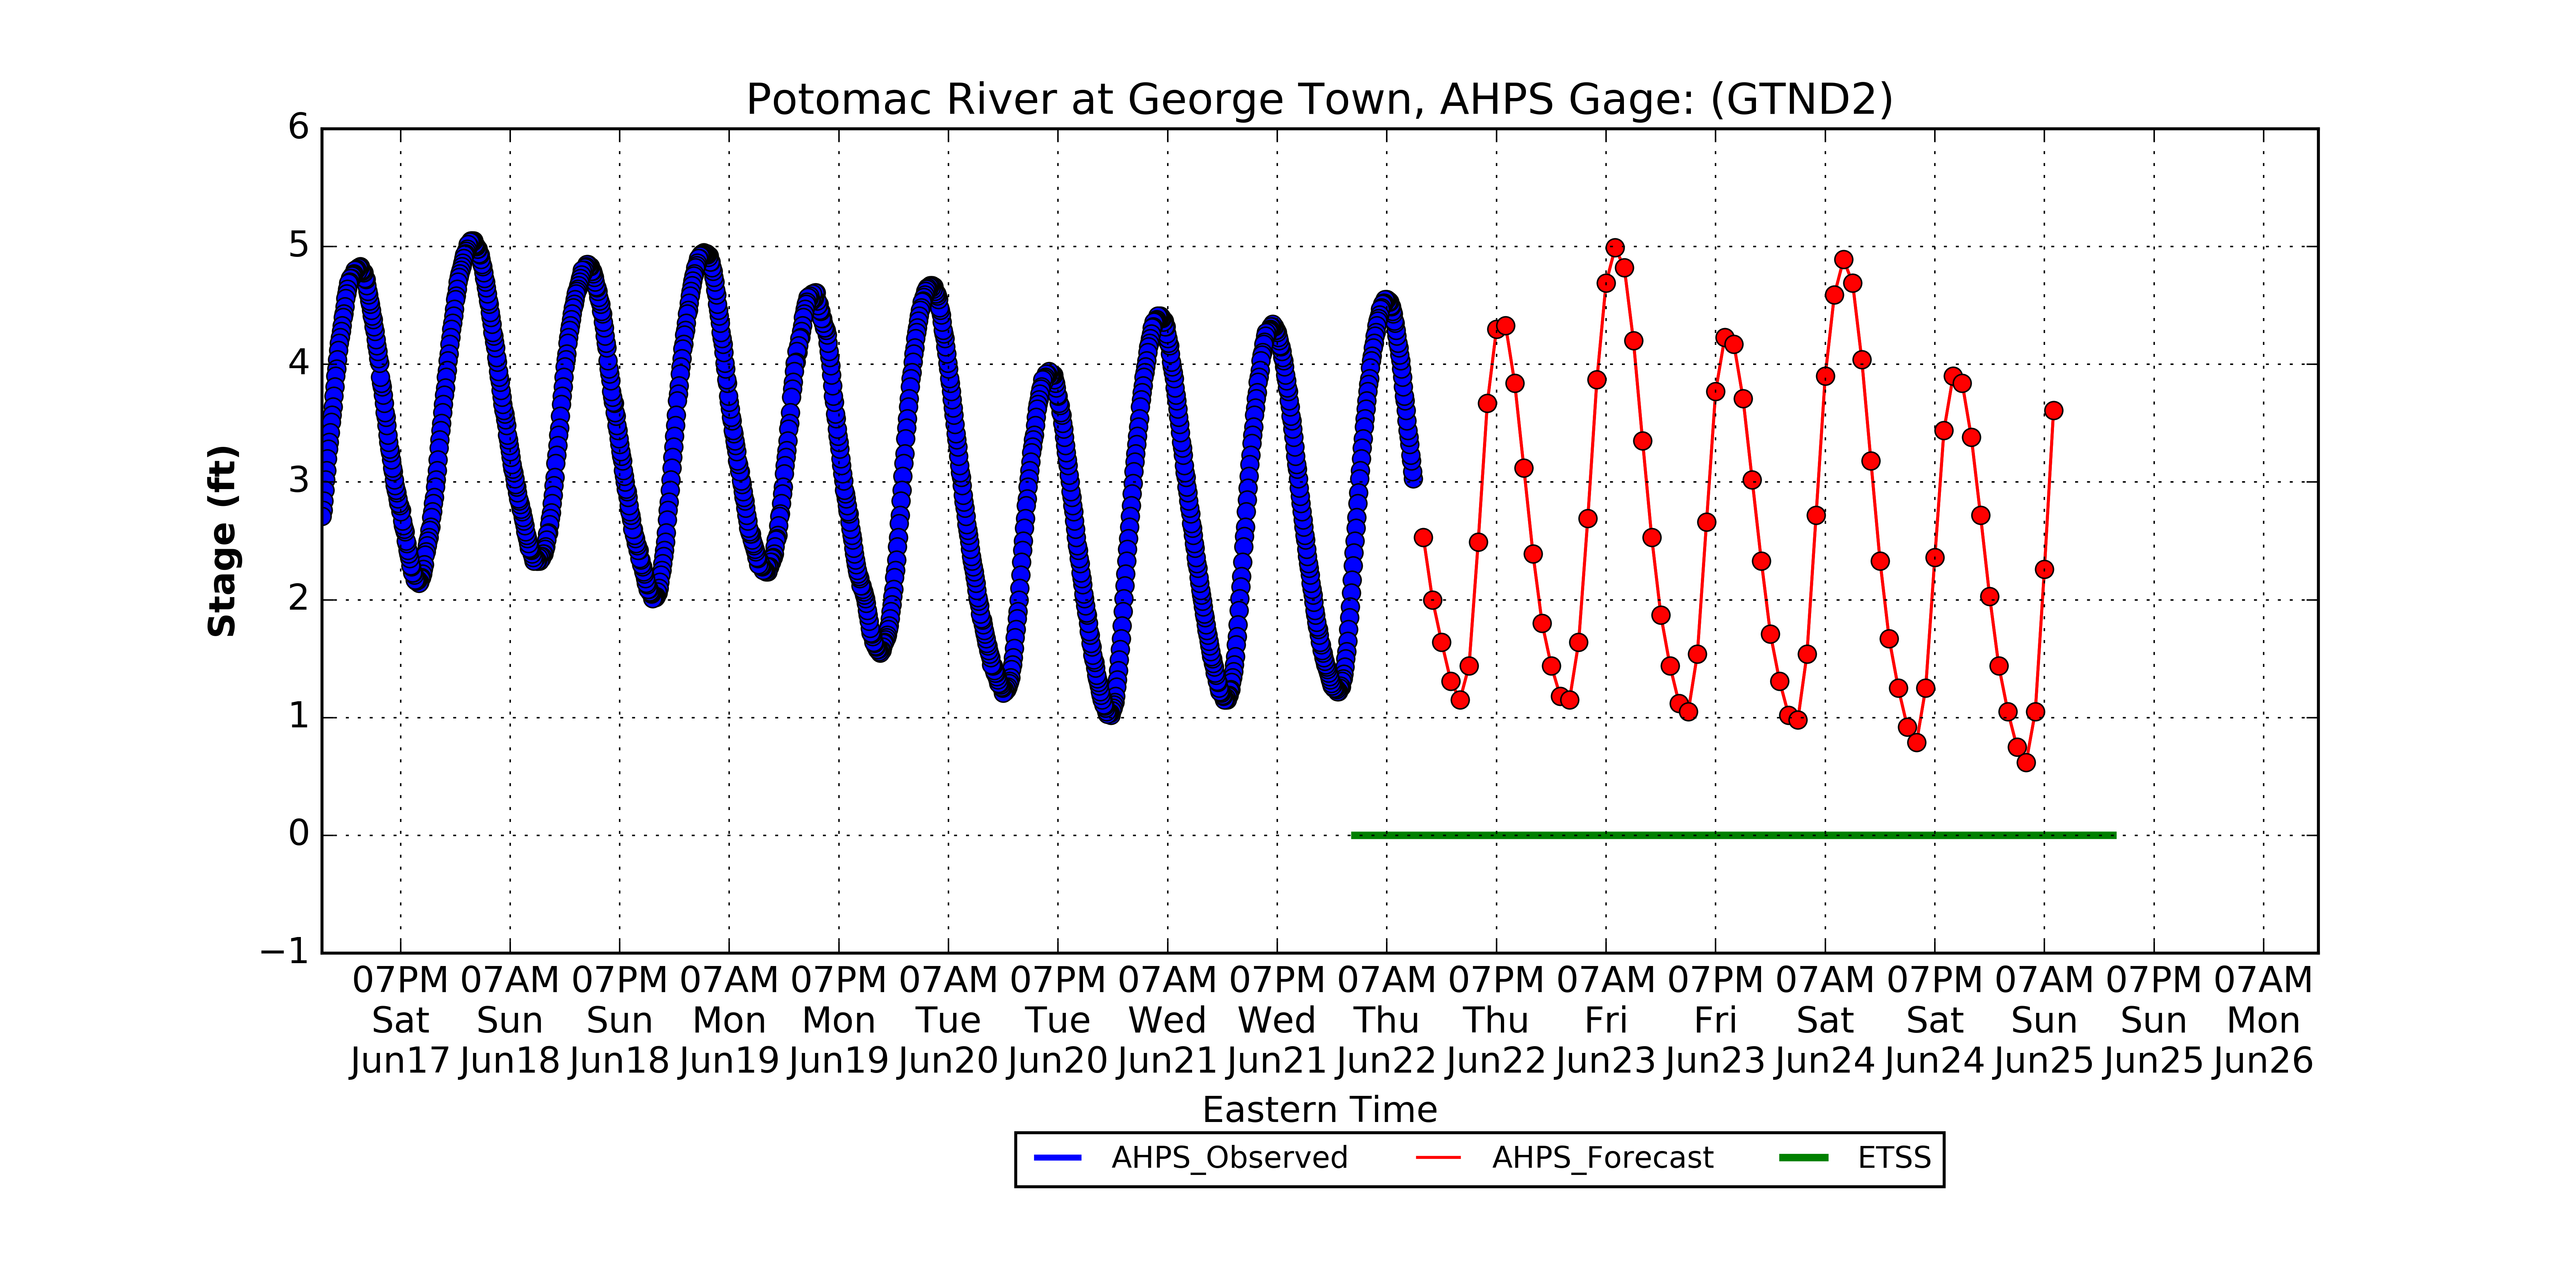 Potomac River at George Town, AHPS Gage: (GTND2)
6
5
4
3
2
1
0
−1
Stage (ft)
07PM 07AM 07PM 07AM 07PM 07AM 07PM 07AM 07PM 07AM 07PM 07AM 07PM 07AM 07PM 07AM 07PM 07AM
Sat Sun Sun Mon Mon Tue Tue Wed Wed Thu Thu Fri Fri Sat Sat Sun Sun Mon
Jun17 Jun18 Jun18 Jun19 Jun19 Jun20 Jun20 Jun21 Jun21 Jun22 Jun22 Jun23 Jun23 Jun24 Jun24 Jun25 Jun25 Jun26
Eastern Time
AHPS_Observed AHPS_Forecast ETSS